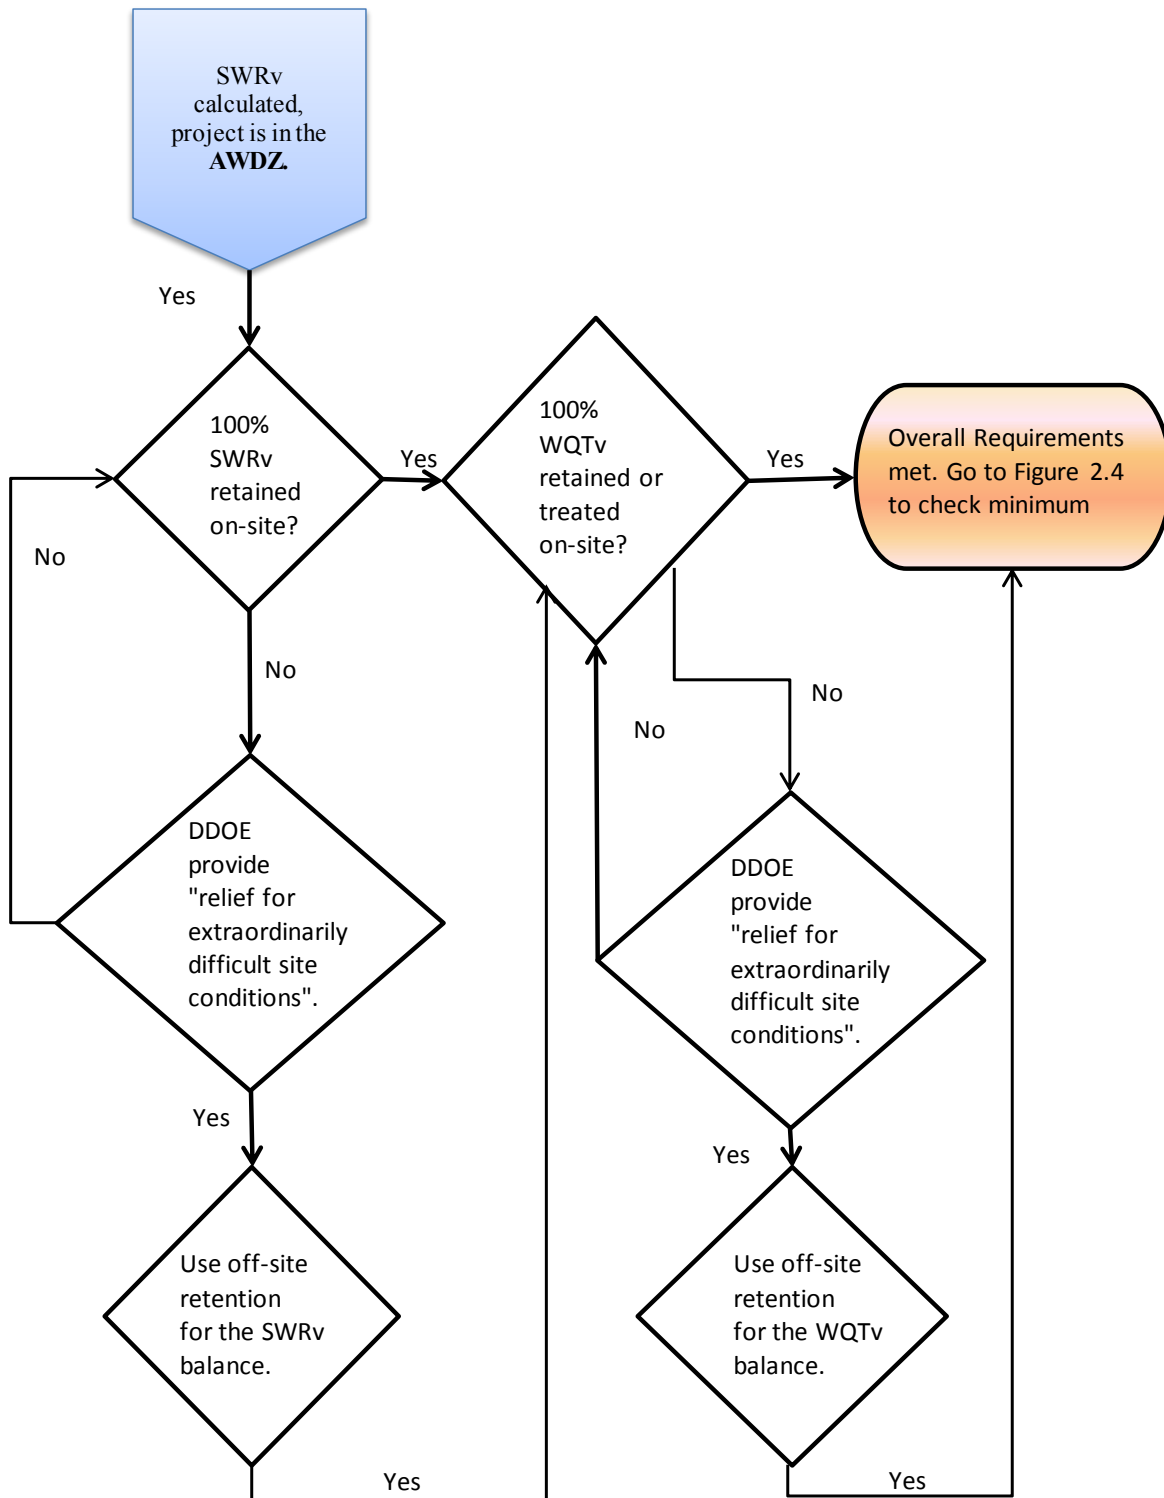 SWRv
calculated,
project is in the
AWDZ.
Yes
100%
SWRv
retained
on-site?
Yes
100%
WQTv
retained or
treated
on-site?
Yes
Overall Requirements
met. Go to Figure 2.4
to check minimum
No
No
No
No
DDOE
provide
"relief for
extraordinarily
difficult site
conditions".
DDOE
provide
"relief for
extraordinarily
difficult site
conditions".
Yes
Yes
Use off-site
retention
for the SWRv
balance.
Use off-site
retention
for the WQTv
balance.
Yes
Yes